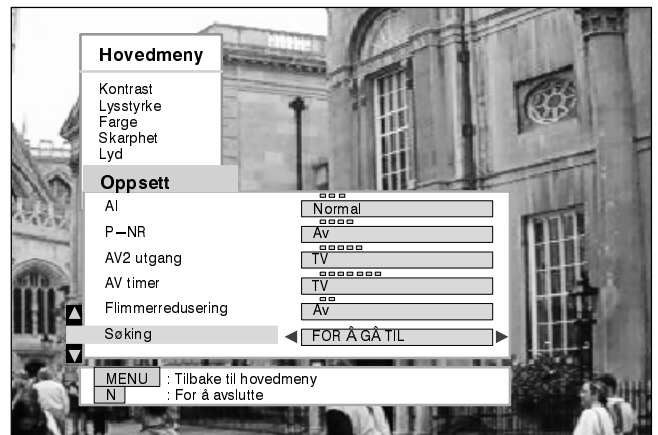 Hovedmeny
Kontrast
Lysstyrke
Farge
Skarphet
Lyd
Oppsett
AI Normal
P–NR Av
AV2 utgang TV
AV timer TV
Flimmerredusering Av
Søking FOR Å GÅ TIL
MENU : Tilbake til hovedmeny
N : For å avslutte